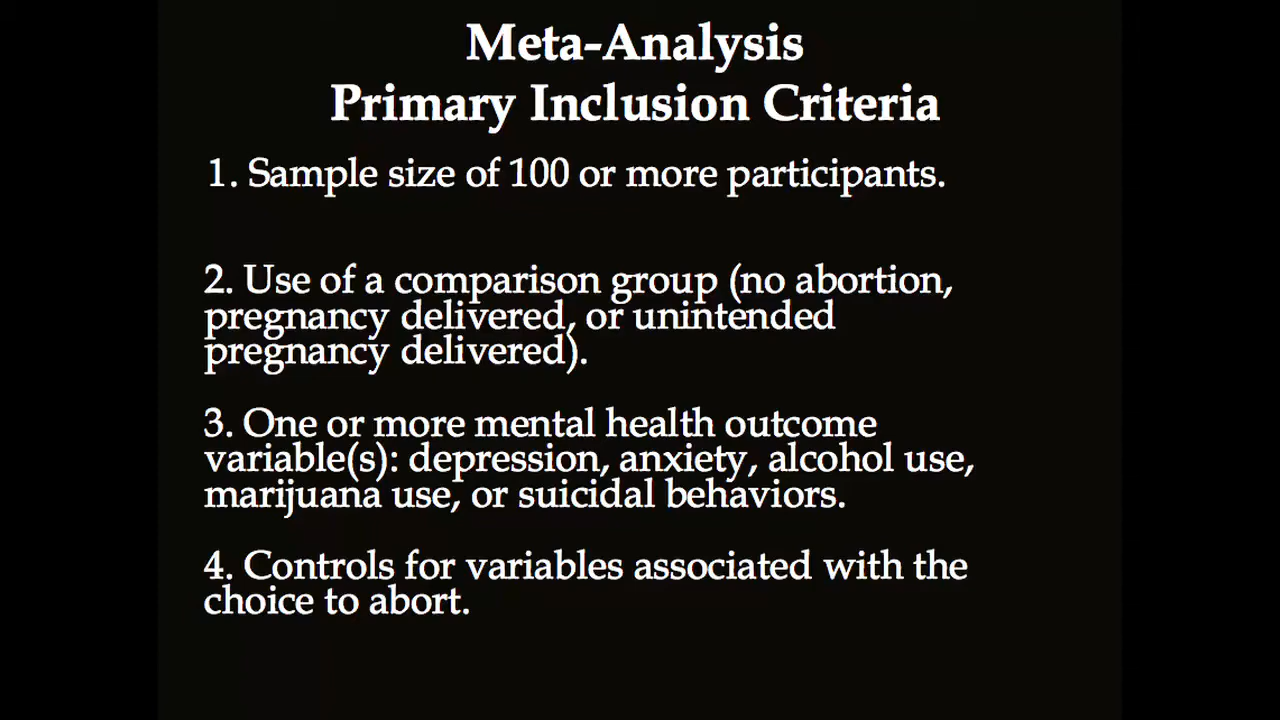 Meta-Analysis
Primary Inclusion Criteria
1. Sample size of 100 or more participants.
2. Use of a comparison group (no abortion,
pregnancy delivered, or unintended
pregnancy delivered).
3. One or more mental health outcome
variable(s): depression, anxiety, alcohol use,
marijuana use, or suicidal behaviors.
4. Controls for variables associated with the
choice to abort.